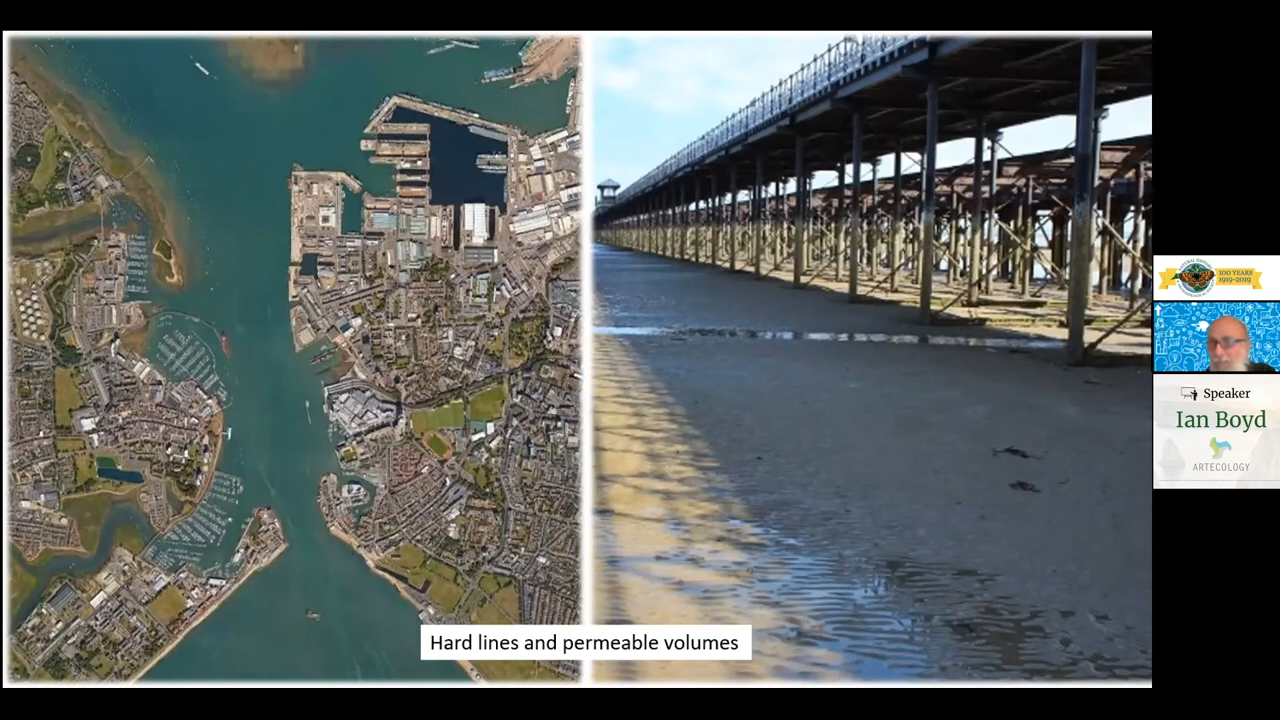 Hard lines and permeable volumes
100 YEARS
1919-2019
Speaker
Ian Boyd
ARTECOLOGY